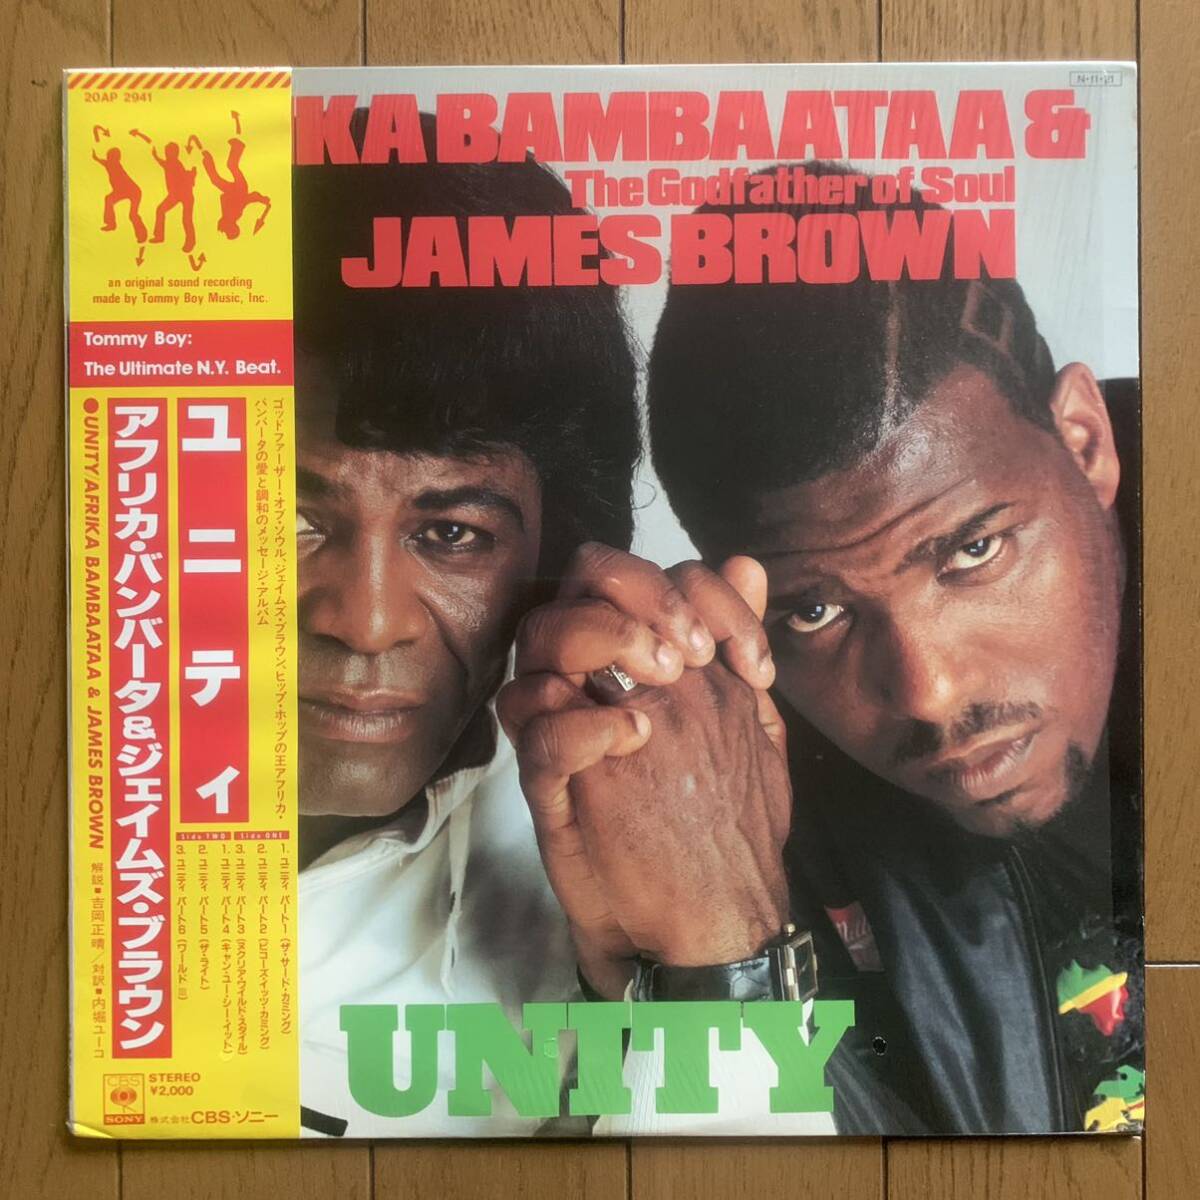 20AP 2941
an original sound recording
made by Tommy Boy Music, Inc.
Tommy Boy:
The Ultimate N.Y. Beat.
ゴッドファーザー・オブ・ソウル、ジェイムズ・ブラウン、ヒップ・ホップの王アフリカ・
バンバータの愛と調和のメッセージ・アルバム
ユニティ
アフリカ・バンバータ&ジェイムズ・ブラウン
●UNITY/AFRIKA BAMBAATAA & JAMES BROWN
解説■吉岡正晴/対訳■内堀ユーコ
Side ONE
1. ユニティ パート1 (ザ・サード・カミング)
2. ユニティ パート2 (ビコーズ・イッツ・カミング)
3. ユニティ パート3 (ヌクリア・ワイルド・スタイル)
Side TWO
1. ユニティ パート4 (キャン・ユー・シー・イット)
2. ユニティ パート5 (ザ・ライト)
3. ユニティ パート6 (ワールド III)
CBS
SONY
STEREO
¥2,000
株式会社CBS・ソニー
N・11・21
KA BAMBAATAA &
The Godfather of Soul
JAMES BROWN
UNITY